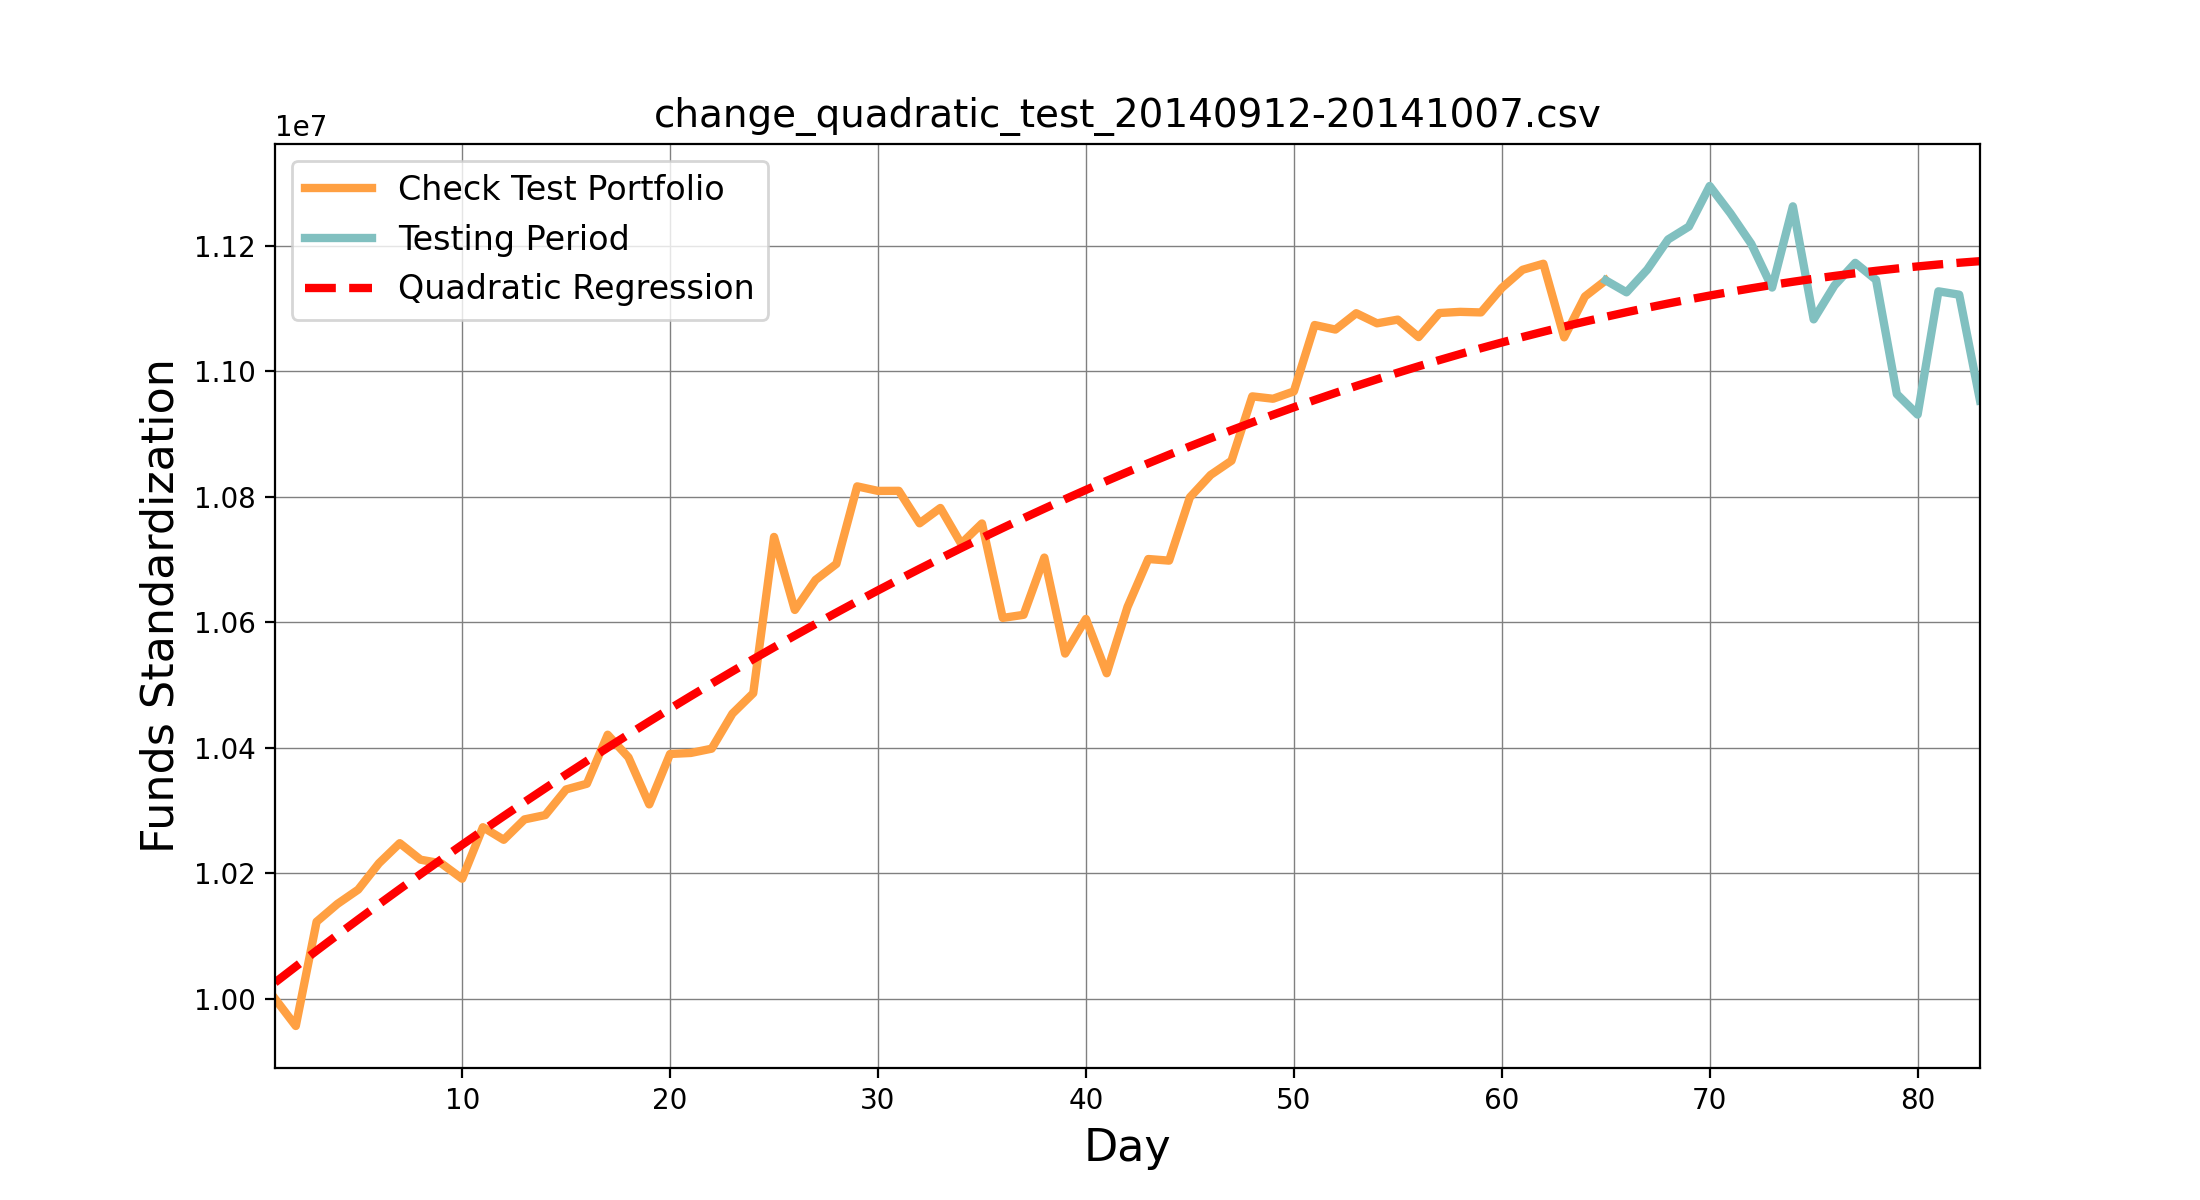 change_quadratic_test_20140912-20141007.csv
1e7
Check Test Portfolio
Testing Period
Quadratic Regression
Funds Standardization
1.12
1.10
1.08
1.06
1.04
1.02
1.00
10 20 30 40 50 60 70 80
Day